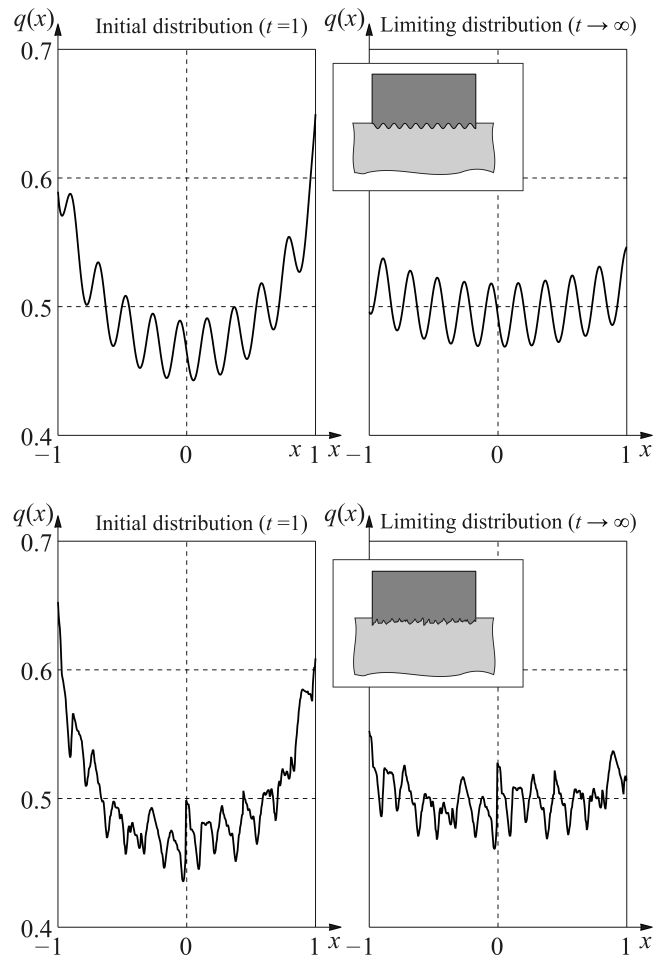 q(x) Initial distribution (t =1) q(x) Limiting distribution (t → ∞)
0.7
0.6
0.5
0.4
−1 0 x 1 x −1 0 1 x
q(x) Initial distribution (t =1) q(x) Limiting distribution (t → ∞)
0.7
0.6
0.5
0.4
−1 0 1 x −1 0 1 x